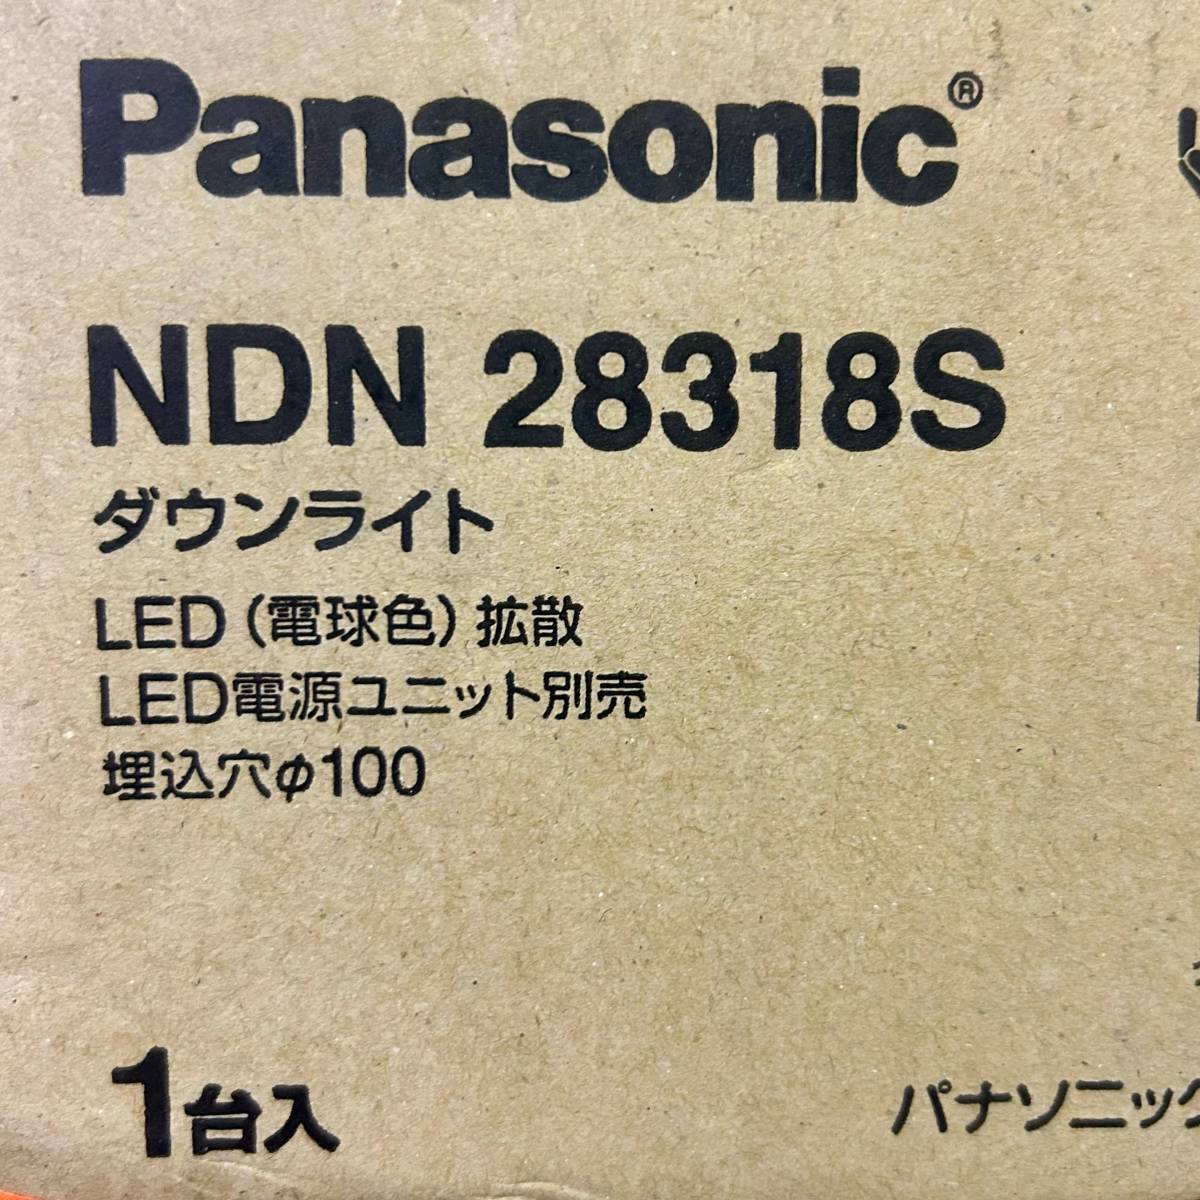 Panasonic®
NDN 28318S
ダウンライト
LED（電球色）拡散
LED電源ユニット別売
埋込穴φ100
1台入
パナソニック